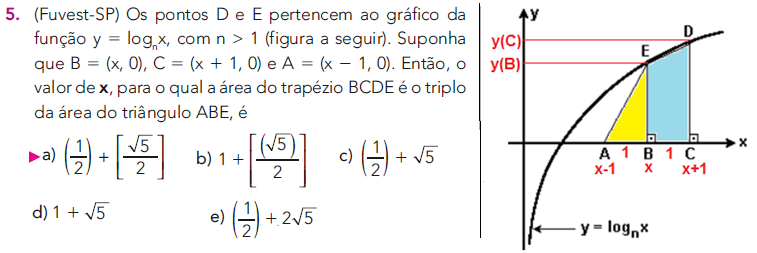 5. (Fuvest-SP) Os pontos D e E pertencem ao gráfico da
função y = logₙx, com n > 1 (figura a seguir). Suponha
que B = (x, 0), C = (x + 1, 0) e A = (x − 1, 0). Então, o
valor de x, para o qual a área do trapézio BCDE é o triplo
da área do triângulo ABE, é
a) (1/2) + [√5/2] b) 1 + [(√5)/2] c) (1/2) + √5
d) 1 + √5 e) (1/2) + 2√5
y
D
y(C)
E
y(B)
x
A 1 B 1 C
x-1 x x+1
y = logₙx